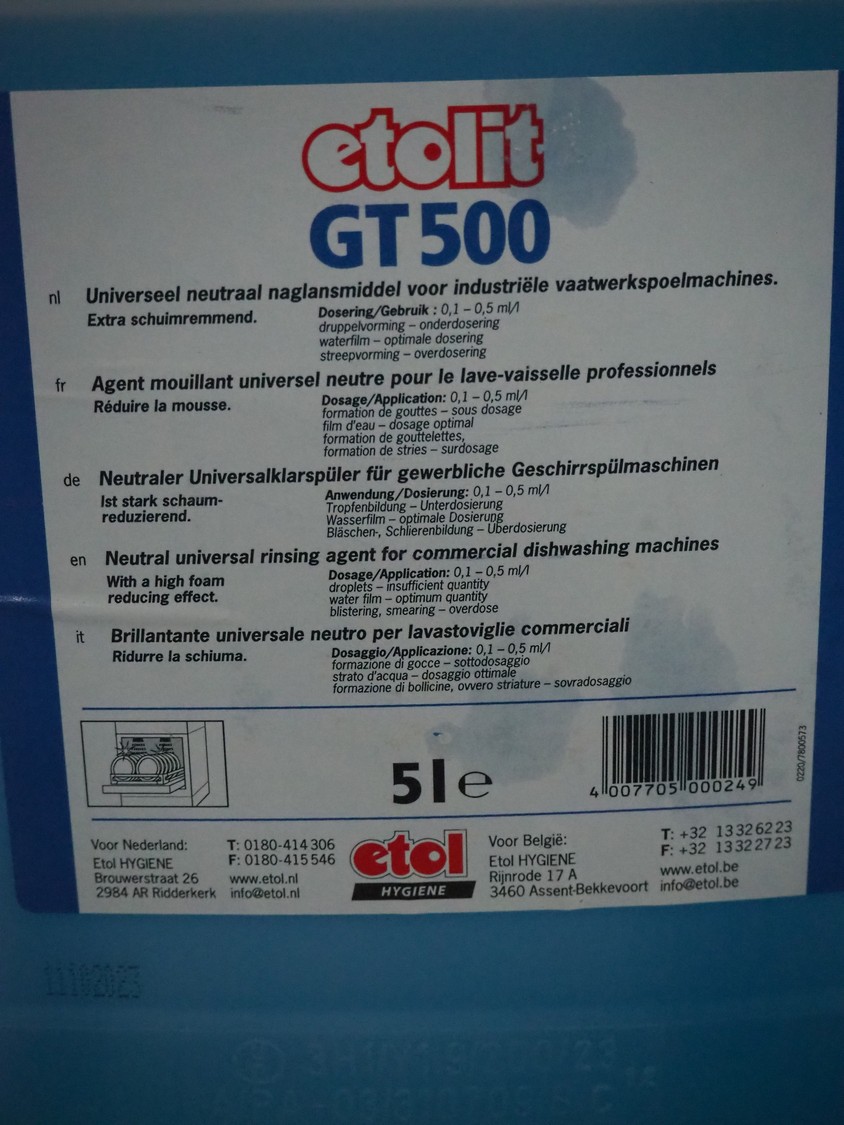 etolit
GT 500
nl Universeel neutraal naglansmiddel voor industriële vaatwerkspoelmachines.
Extra schuimremmend.
Dosering/Gebruik : 0,1 – 0,5 ml/l
druppelvorming – onderdosering
waterfilm – optimale dosering
streepvorming – overdosering
fr Agent mouillant universel neutre pour le lave-vaisselle professionnels
Réduire la mousse.
Dosage/Application: 0,1 – 0,5 ml/l
formation de gouttes – sous dosage
film d'eau – dosage optimal
formation de gouttelettes,
formation de stries – surdosage
de Neutraler Universalklarspüler für gewerbliche Geschirrspülmaschinen
Ist stark schaum-
reduzierend.
Anwendung/Dosierung: 0,1 – 0,5 ml/l
Tropfenbildung – Unterdosierung
Wasserfilm – optimale Dosierung
Bläschen-, Schlierenbildung – Überdosierung
en Neutral universal rinsing agent for commercial dishwashing machines
With a high foam
reducing effect.
Dosage/Application: 0,1 – 0,5 ml/l
droplets – insufficient quantity
water film – optimum quantity
blistering, smearing – overdose
it Brillantante universale neutro per lavastoviglie commerciali
Ridurre la schiuma.
Dosaggio/Applicazione: 0,1 – 0,5 ml/l
formazione di gocce – sottodosaggio
strato d'acqua – dosaggio ottimale
formazione di bollicine, ovvero striature – sovradosaggio
5 l e
4 007705 000249
0220/7800573
Voor Nederland:
Etol HYGIENE
Brouwerstraat 26
2984 AR Ridderkerk
T: 0180-414 306
F: 0180-415 546
www.etol.nl
info@etol.nl
etol
HYGIENE
Voor België:
Etol HYGIENE
Rijnrode 17 A
3460 Assent-Bekkevoort
T: +32 13 32 62 23
F: +32 13 32 27 23
www.etol.be
info@etol.be
11102023